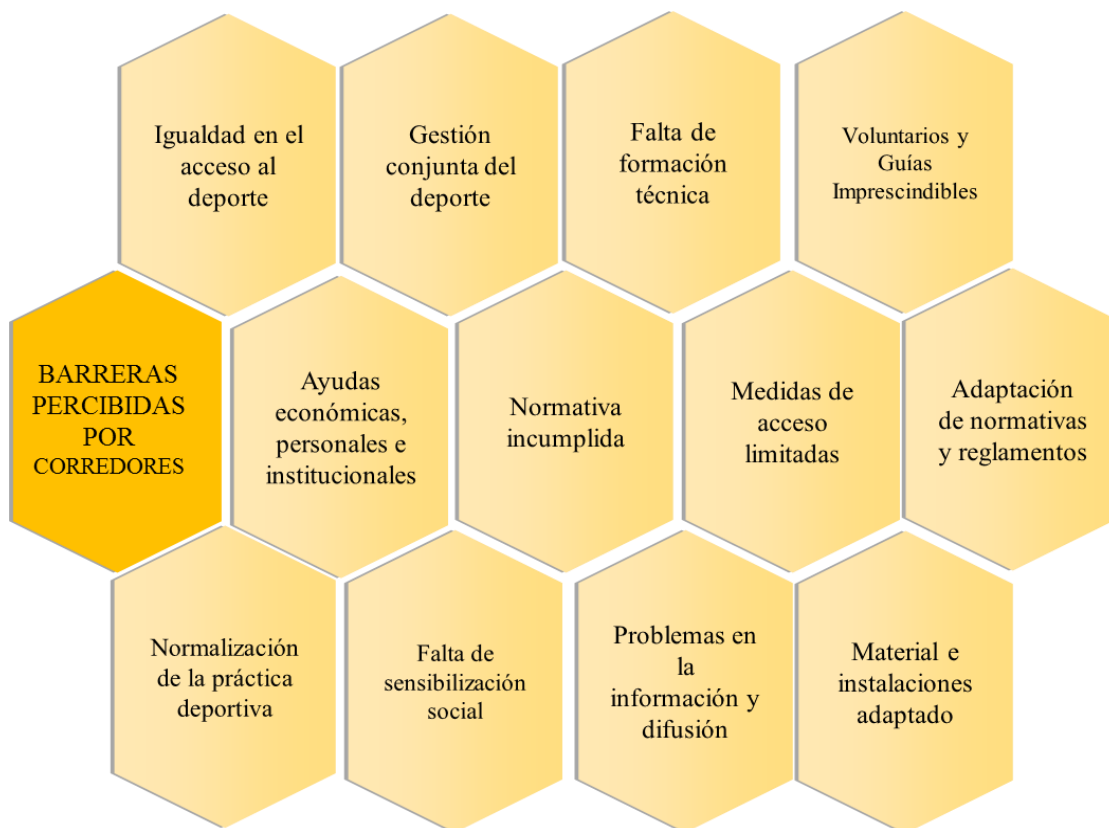 Igualdad en el
acceso al
deporte
Gestión
conjunta del
deporte
Falta de
formación
técnica
Voluntarios y
Guías
Imprescindibles
BARRERAS
PERCIBIDAS
POR
CORREDORES
Ayudas
económicas,
personales e
institucionales
Normativa
incumplida
Medidas de
acceso
limitadas
Adaptación
de normativas
y reglamentos
Normalización
de la práctica
deportiva
Falta de
sensibilización
social
Problemas en
la
información y
difusión
Material e
instalaciones
adaptado